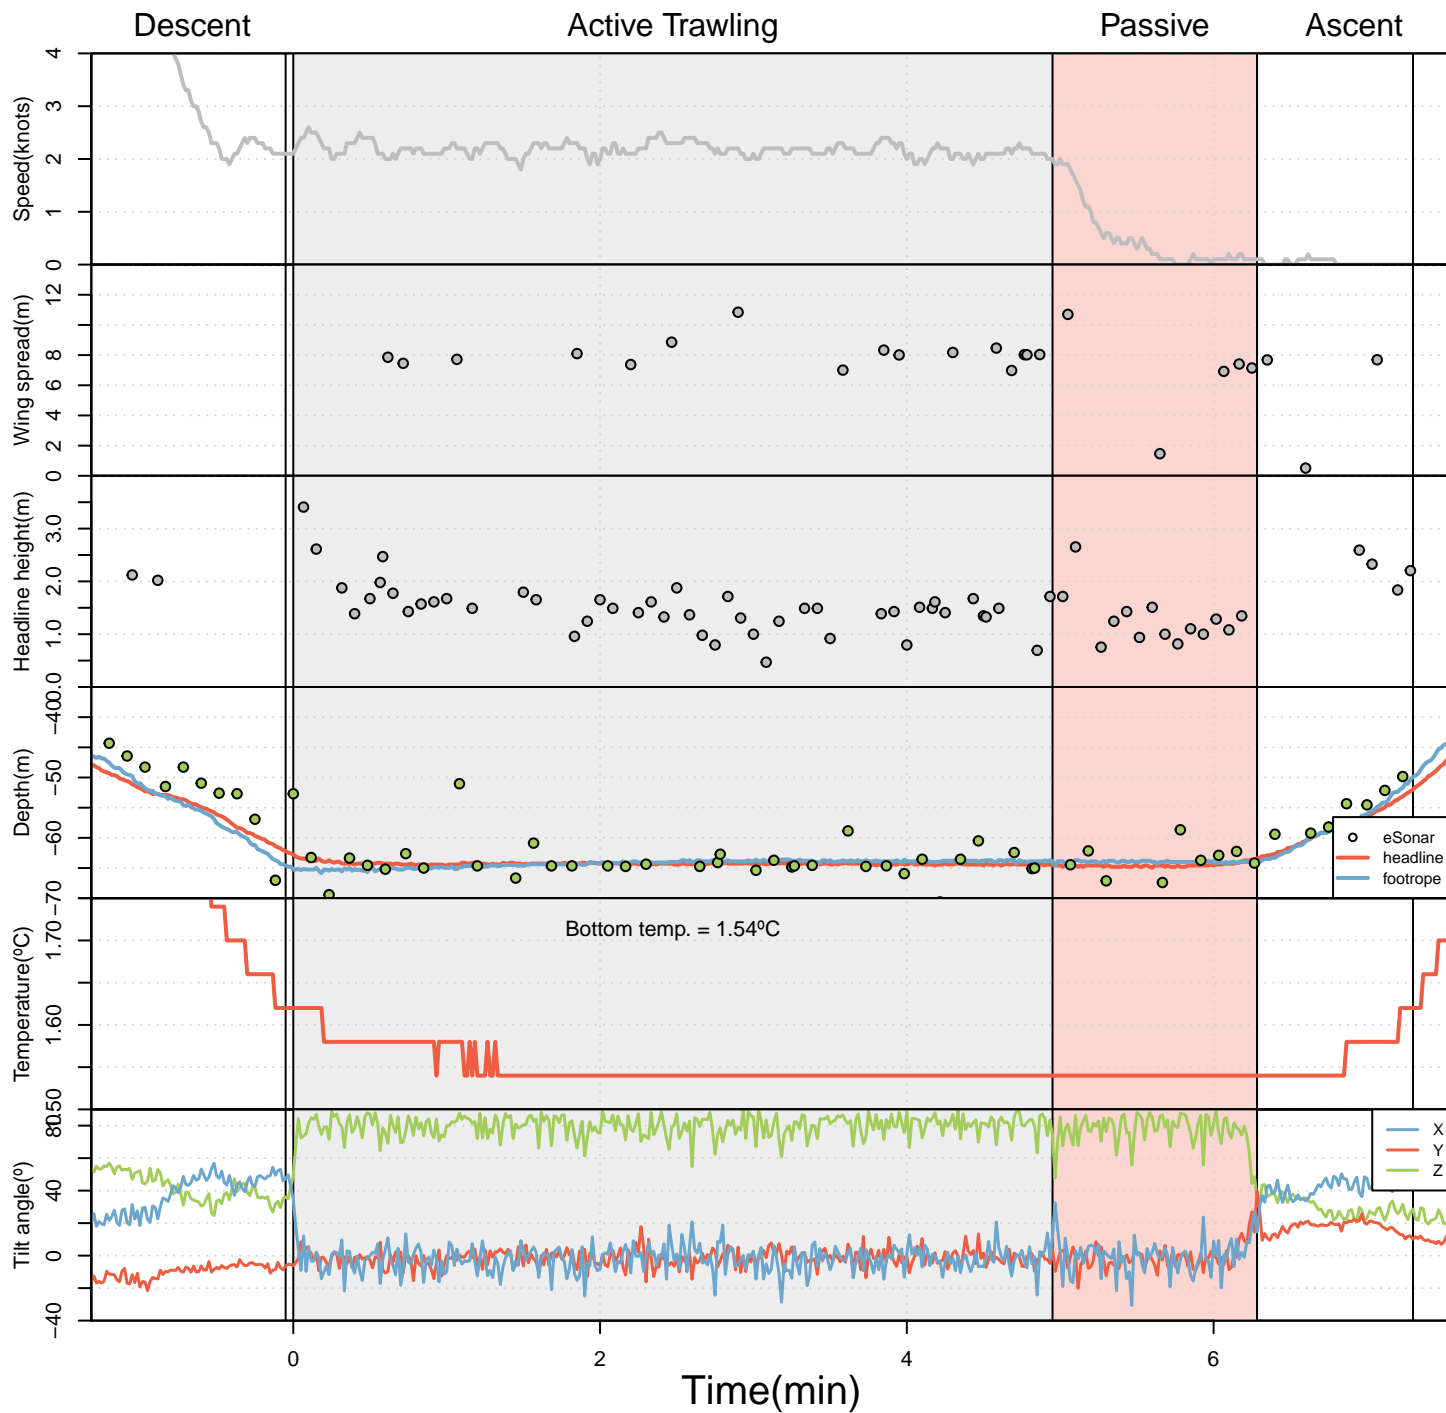 Descent Active Trawling Passive Ascent
Speed(knots)
4
3
2
1
0
Wing spread(m)
12
8
6
4
2
0
Headline height(m)
3.0
2.0
1.0
0.0
Depth(m)
−40
−50
−60
−70
eSonar
headline
footrope
Temperature(ºC)
1.70
1.60
1.50
Bottom temp. = 1.54ºC
Tilt angle(º)
80
40
0
−40
X
Y
Z
0 2 4 6
Time(min)